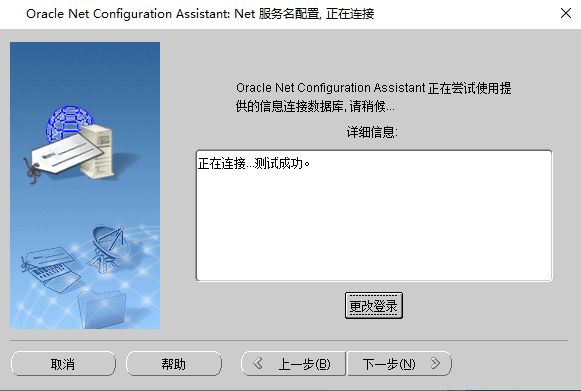 Oracle Net Configuration Assistant: Net 服务名配置, 正在连接
Oracle Net Configuration Assistant 正在尝试使用提
供的信息连接数据库, 请稍候...
详细信息:
正在连接...测试成功。
更改登录
取消
帮助
上一步(B)
下一步(N)